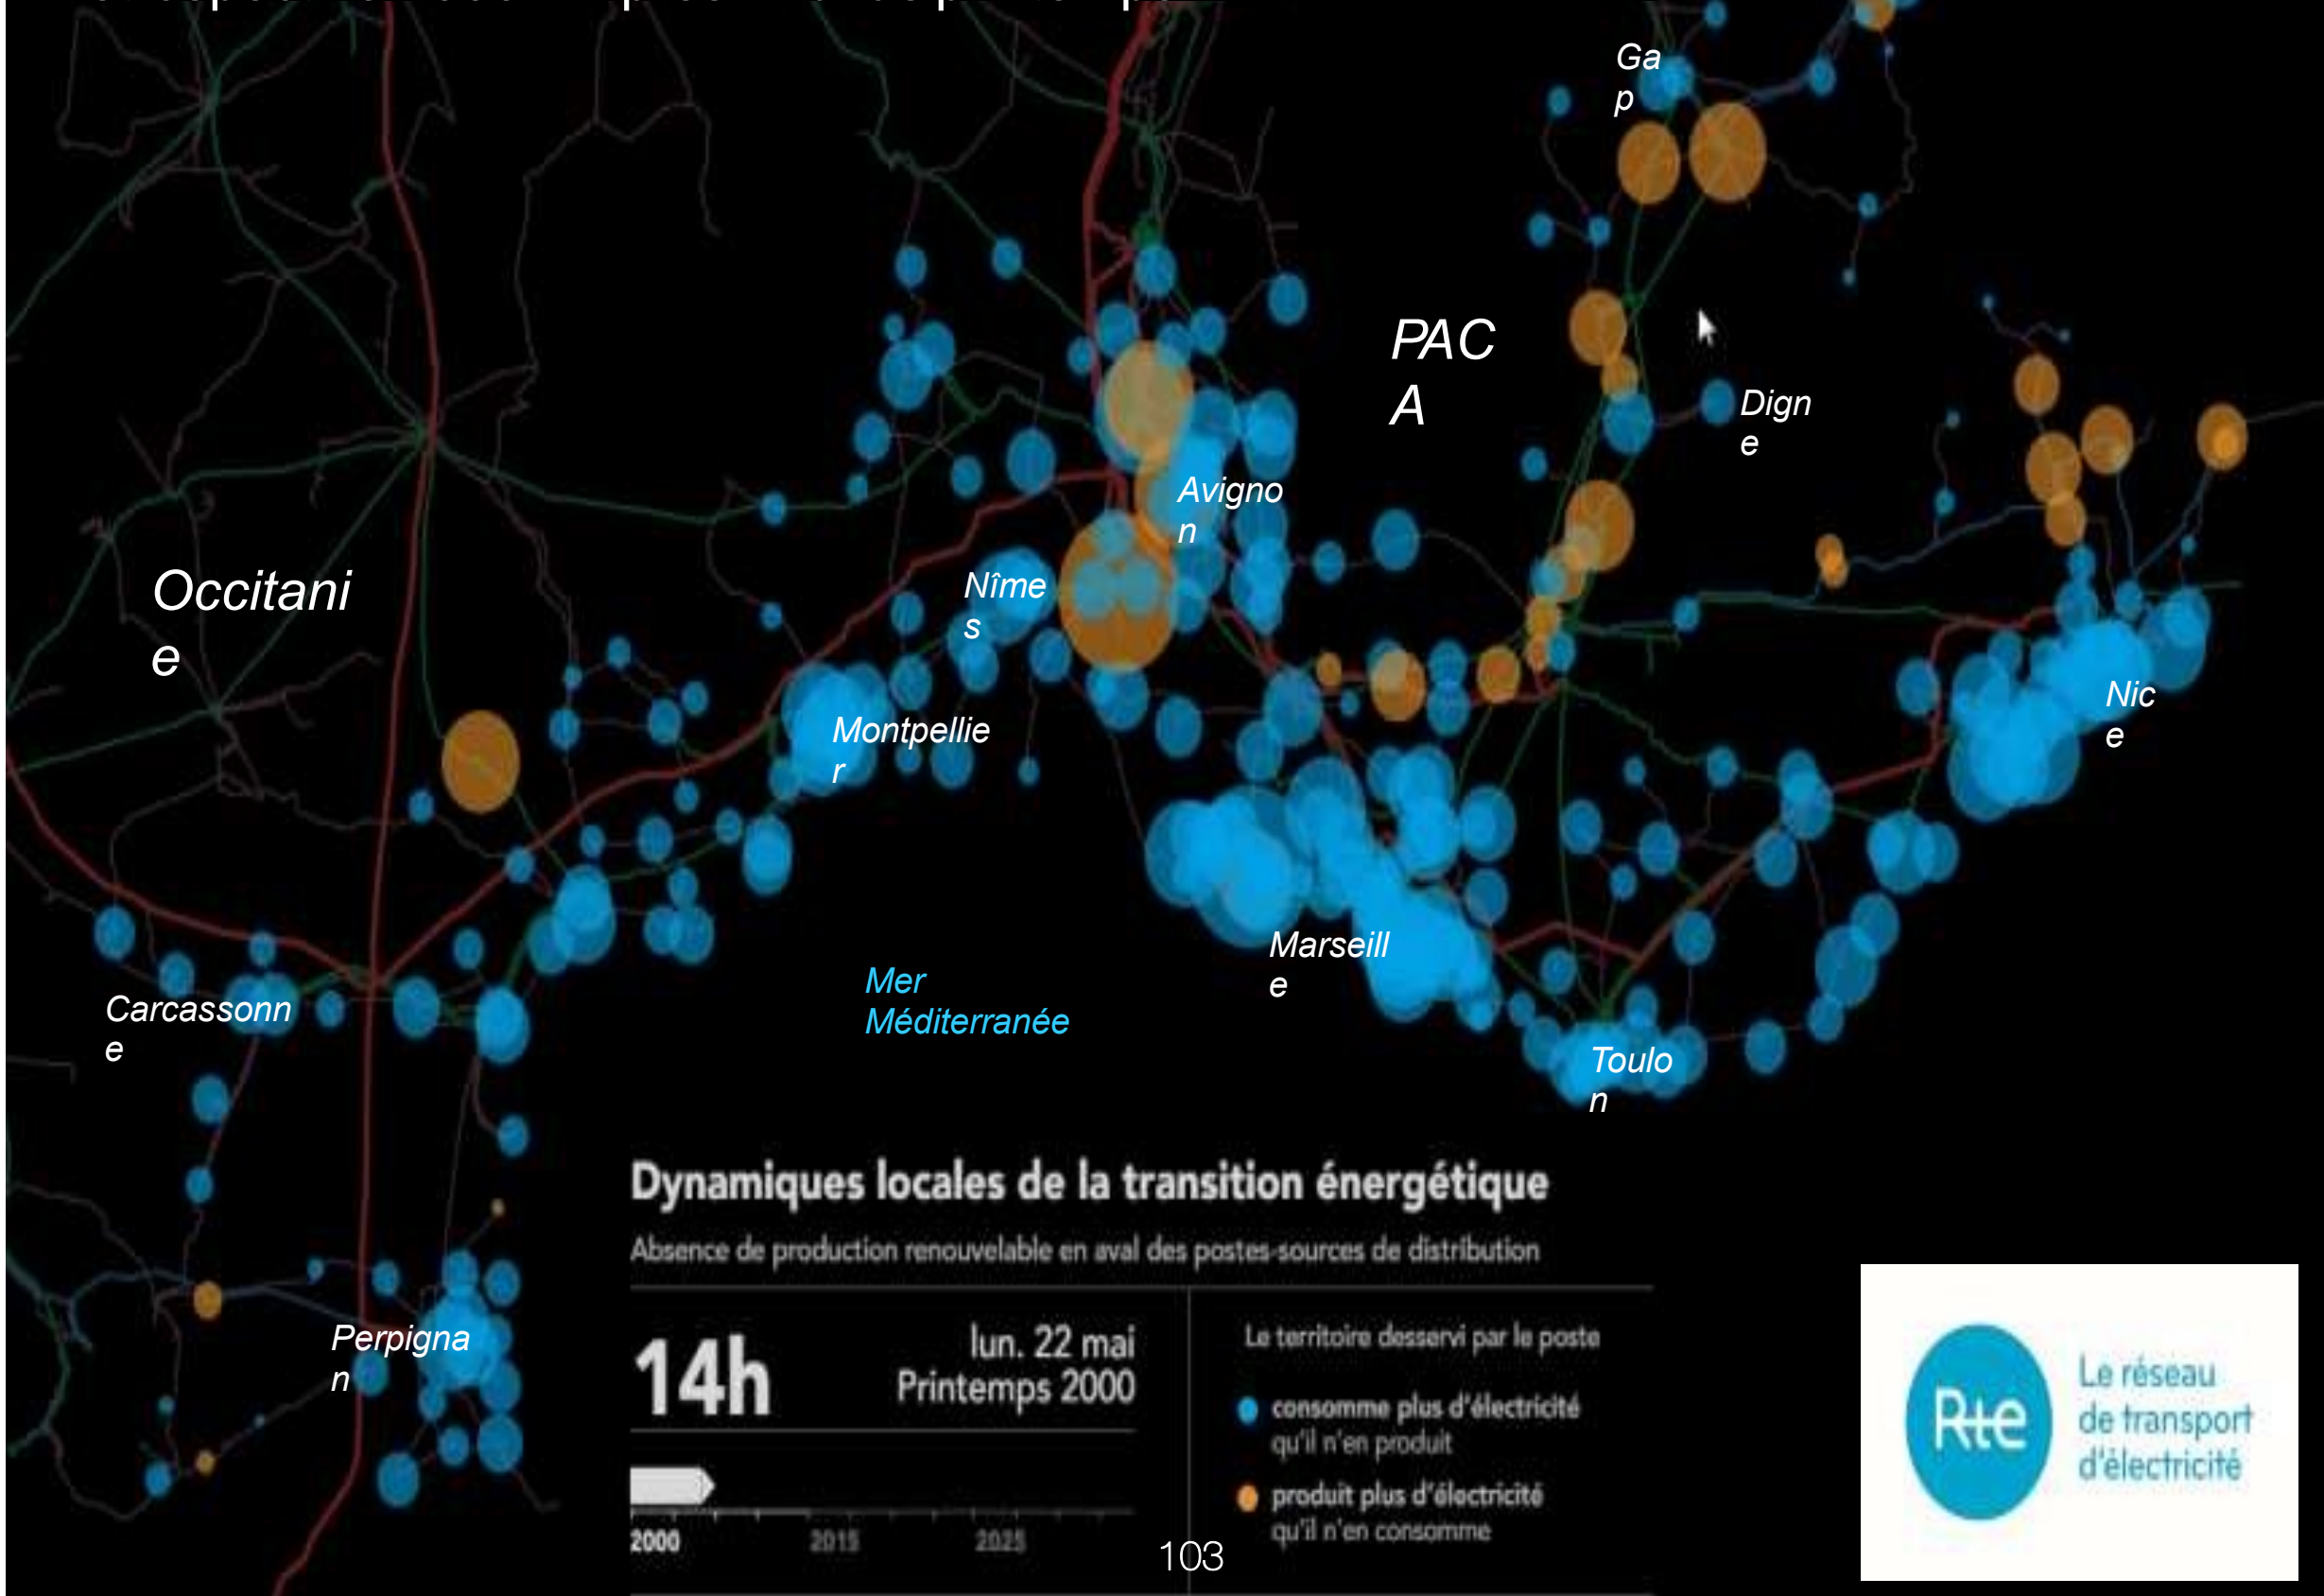 Ga
p
PAC
A
Dign
e
Avigno
n
Occitani
e
Nîme
s
Montpellie
r
Nic
e
Marseill
e
Mer
Méditerranée
Carcassonn
e
Toulo
n
Perpigna
n
Dynamiques locales de la transition énergétique
Absence de production renouvelable en aval des postes-sources de distribution
14h
lun. 22 mai
Printemps 2000
2000
2015
2025
Le territoire desservi par le poste
consomme plus d'électricité
qu'il n'en produit
produit plus d'électricité
qu'il n'en consomme
103
Rte
Le réseau
de transport
d'électricité